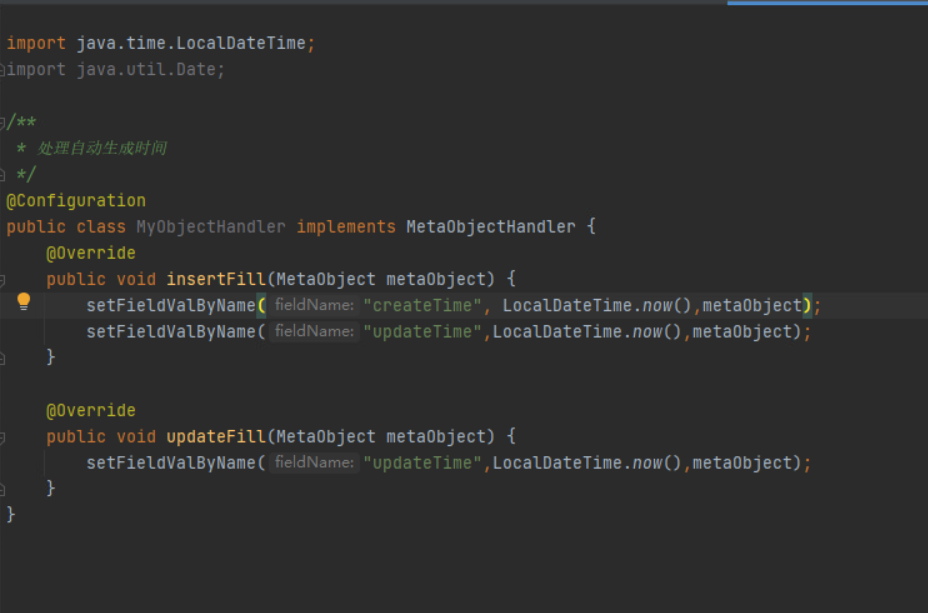 import java.time.LocalDateTime;
import java.util.Date;
/**
* 处理自动生成时间
*/
@Configuration
public class MyObjectHandler implements MetaObjectHandler {
@Override
public void insertFill(MetaObject metaObject) {
setFieldValByName( fieldName: "createTime", LocalDateTime.now(),metaObject);
setFieldValByName( fieldName: "updateTime",LocalDateTime.now(),metaObject);
}
@Override
public void updateFill(MetaObject metaObject) {
setFieldValByName( fieldName: "updateTime",LocalDateTime.now(),metaObject);
}
}